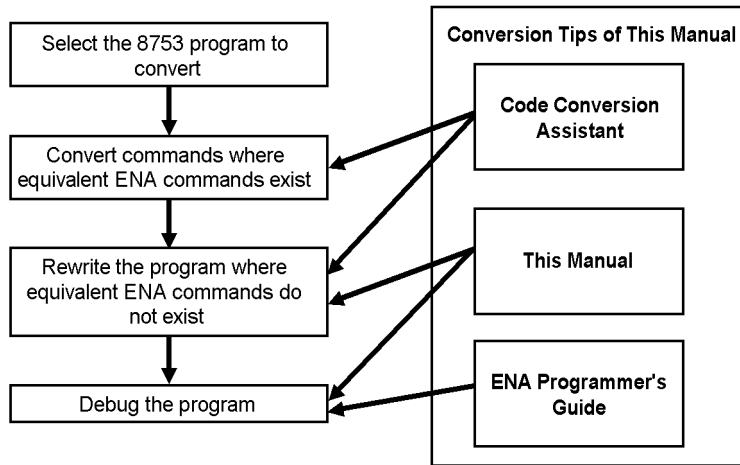 Select the 8753 program to
convert
Convert commands where
equivalent ENA commands exist
Rewrite the program where
equivalent ENA commands do
not exist
Debug the program
Conversion Tips of This Manual
Code Conversion
Assistant
This Manual
ENA Programmer's
Guide